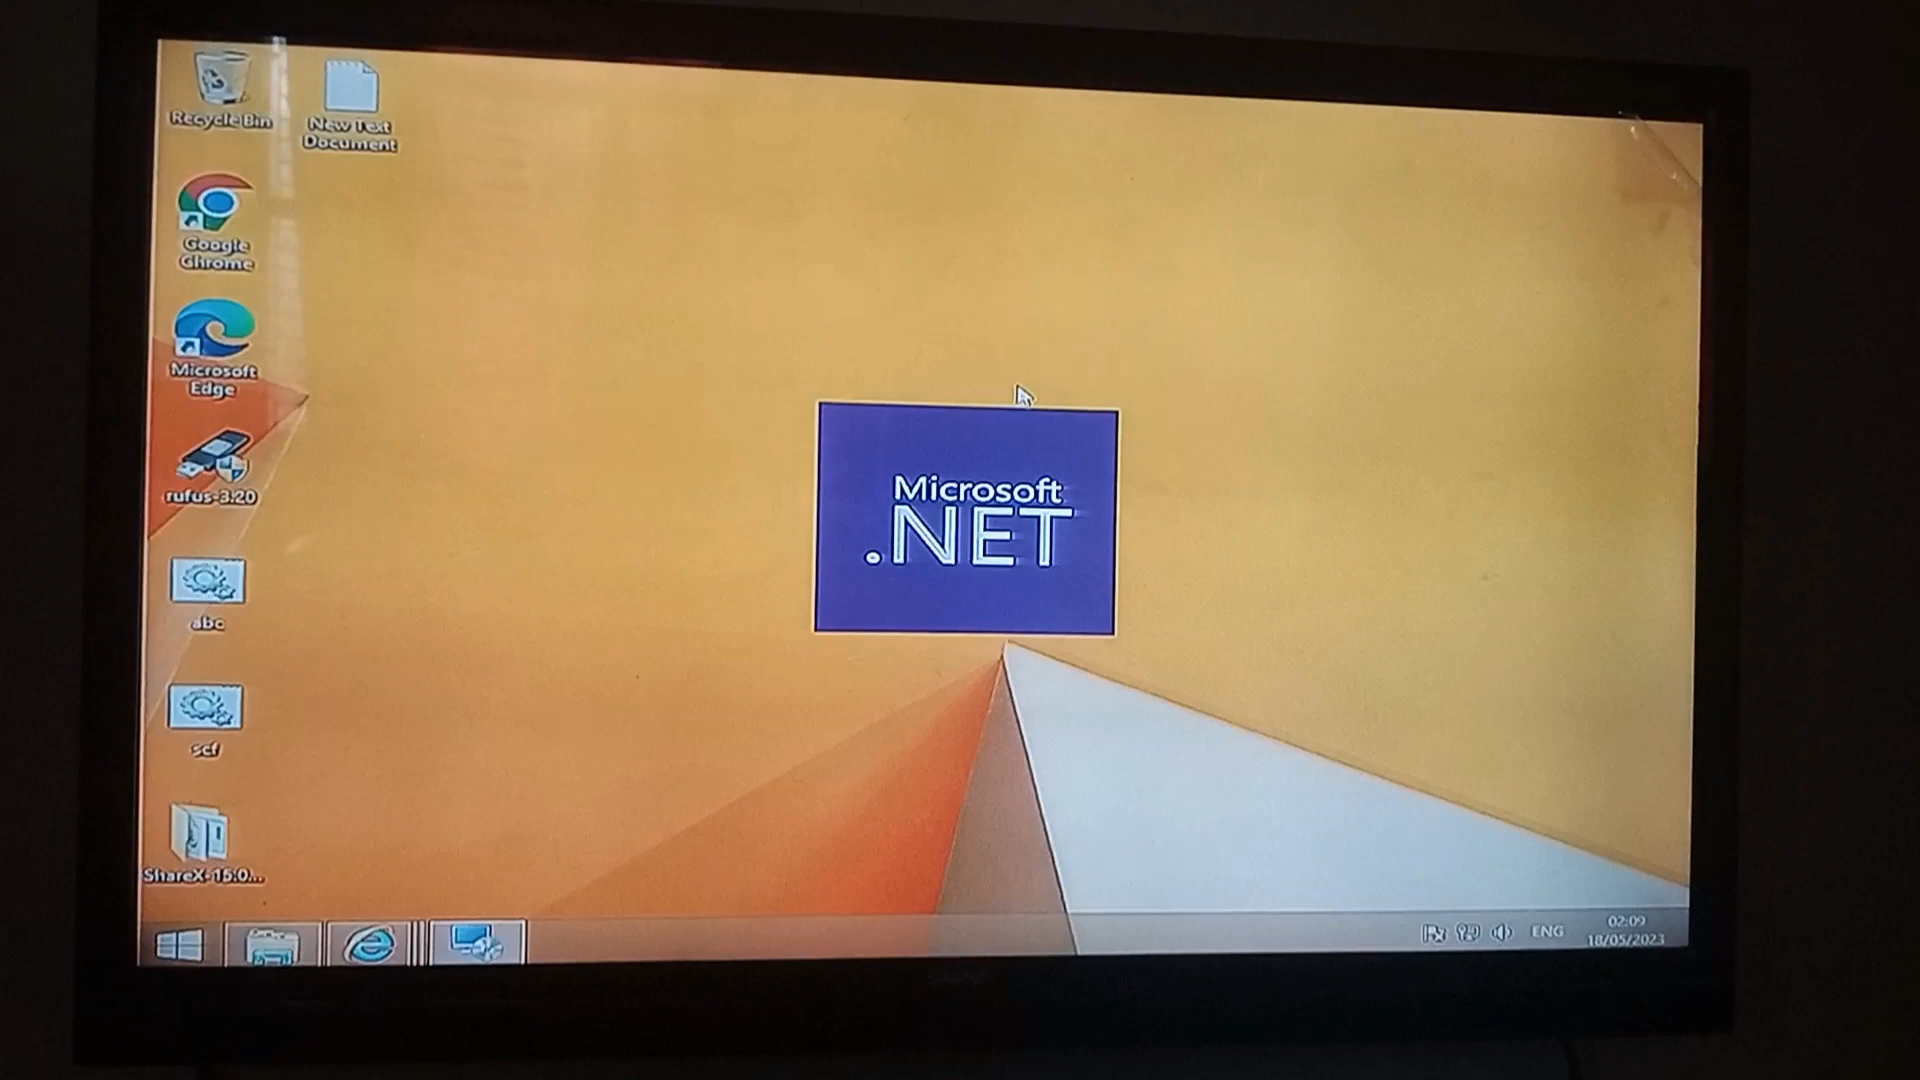 Recycle Bin
New Text
Document
Google
Chrome
Microsoft
Edge
rufus-3.20
abc
scf
ShareX-15.0...
Microsoft
.NET
ENG
02:09
18/05/2023